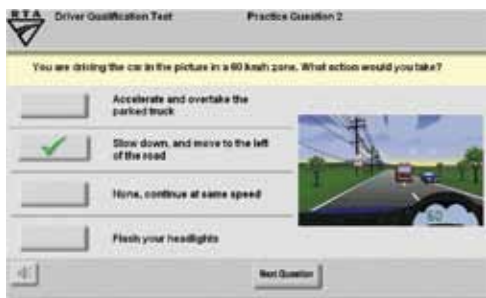 RTA
Driver Qualification Test
Practice Question 2
You are driving the car in the picture in a 60 km/h zone. What action would you take?
Accelerate and overtake the
parked truck
Slow down, and move to the left
of the road
None, continue at same speed
Flash your headlights
60
Next Question